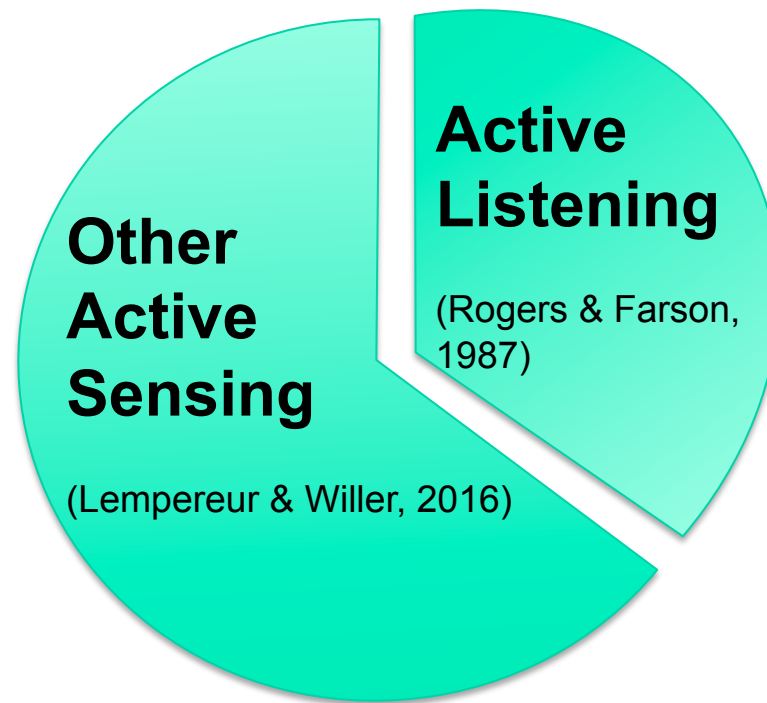 Other
Active
Sensing
(Lempereur & Willer, 2016)
Active
Listening
(Rogers & Farson,
1987)